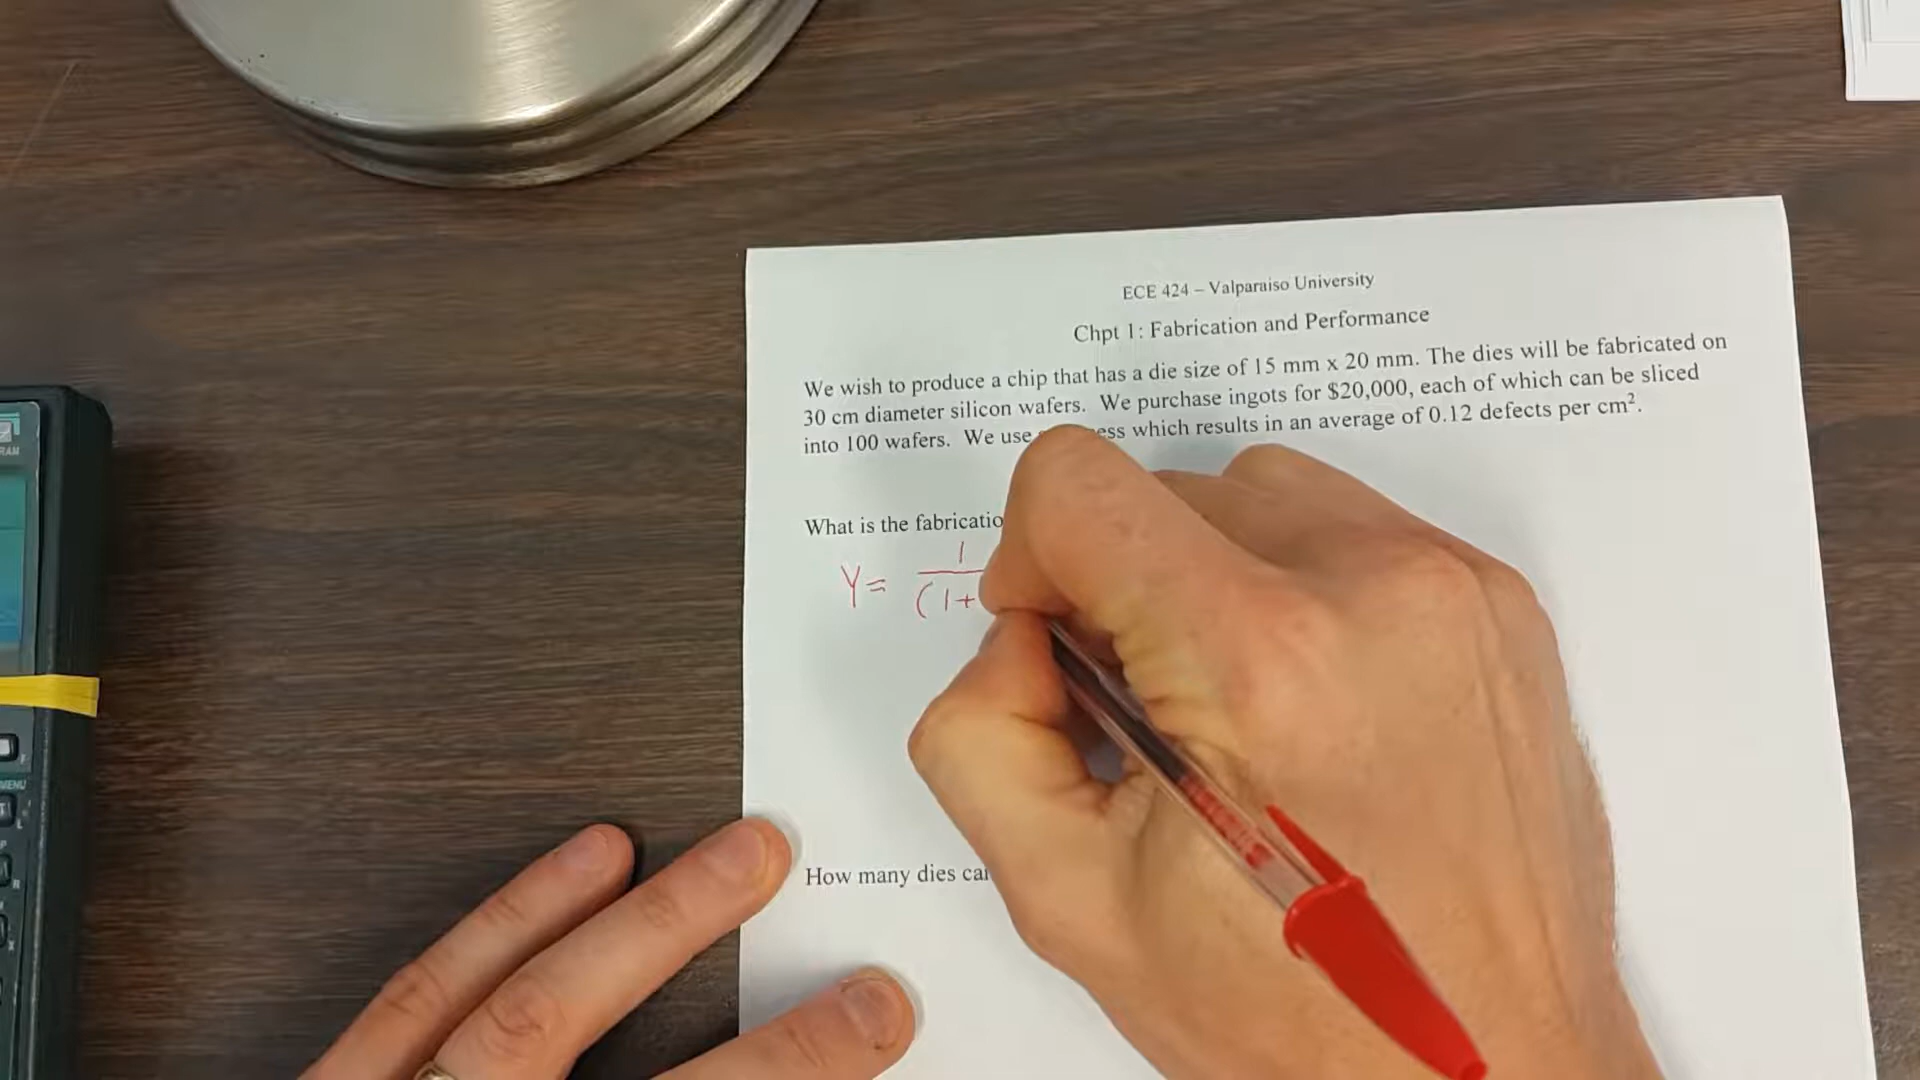 ECE 424 – Valparaiso University
Chpt 1: Fabrication and Performance
We wish to produce a chip that has a die size of 15 mm x 20 mm. The dies will be fabricated on
30 cm diameter silicon wafers. We purchase ingots for $20,000, each of which can be sliced
into 100 wafers. We use which results in an average of 0.12 defects per cm².
What is the
1
Y= (1+
How many dies
MENU